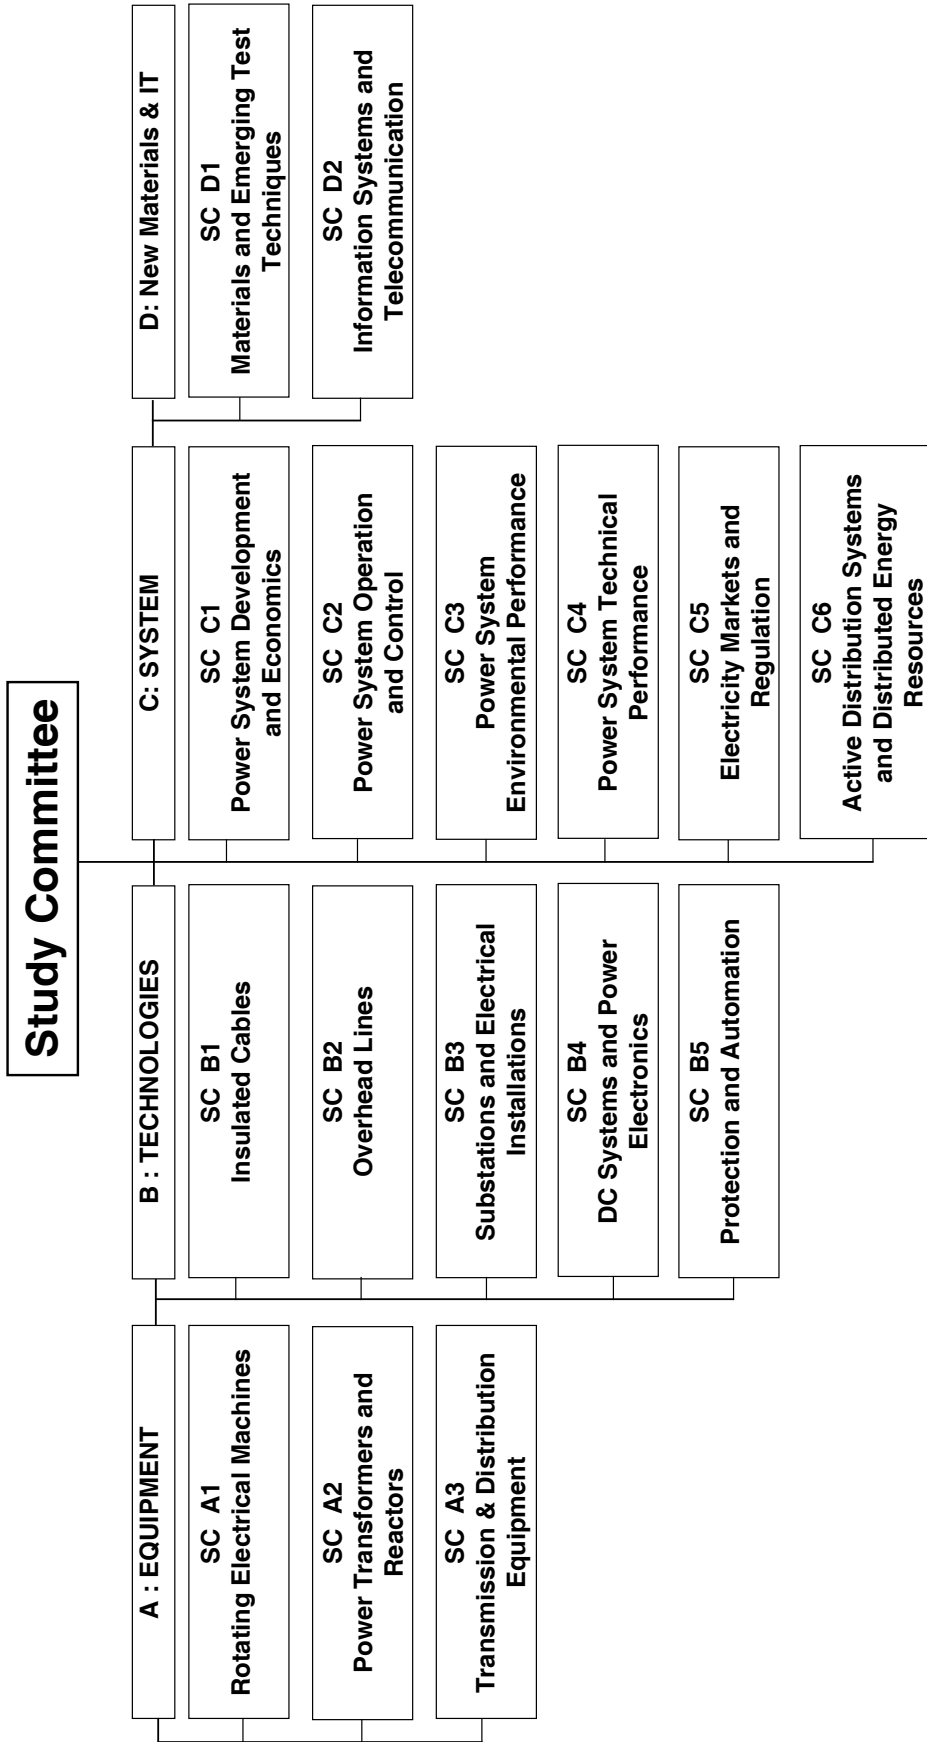 Study Committee
A : EQUIPMENT
SC A1
Rotating Electrical Machines
SC A2
Power Transformers and
Reactors
SC A3
Transmission & Distribution
Equipment
B : TECHNOLOGIES
SC B1
Insulated Cables
SC B2
Overhead Lines
SC B3
Substations and Electrical
Installations
SC B4
DC Systems and Power
Electronics
SC B5
Protection and Automation
C: SYSTEM
SC C1
Power System Development
and Economics
SC C2
Power System Operation
and Control
SC C3
Power System
Environmental Performance
SC C4
Power System Technical
Performance
SC C5
Electricity Markets and
Regulation
SC C6
Active Distribution Systems
and Distributed Energy
Resources
D: New Materials & IT
SC D1
Materials and Emerging Test
Techniques
SC D2
Information Systems and
Telecommunication